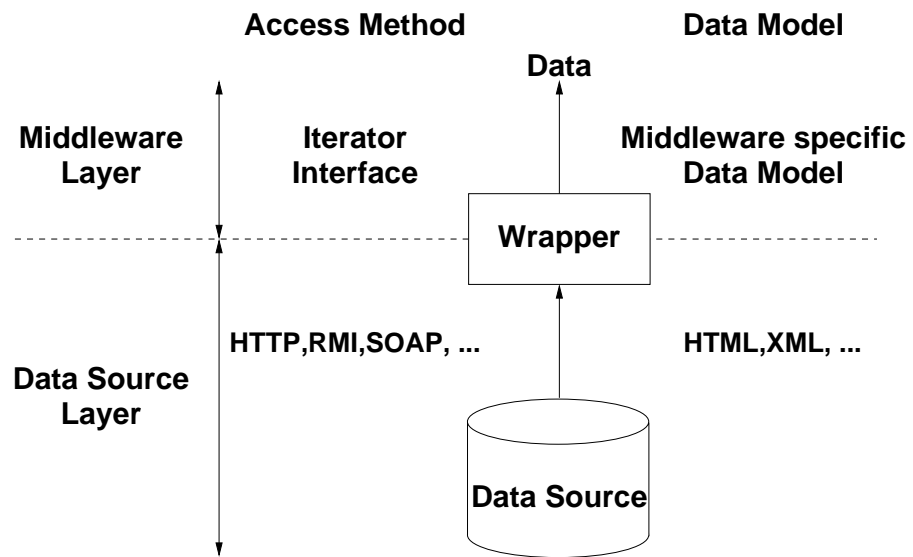 Access Method
Data Model
Data
Middleware
Layer
Iterator
Interface
Middleware specific
Data Model
Wrapper
HTTP,RMI,SOAP, ...
HTML,XML, ...
Data Source
Layer
Data Source